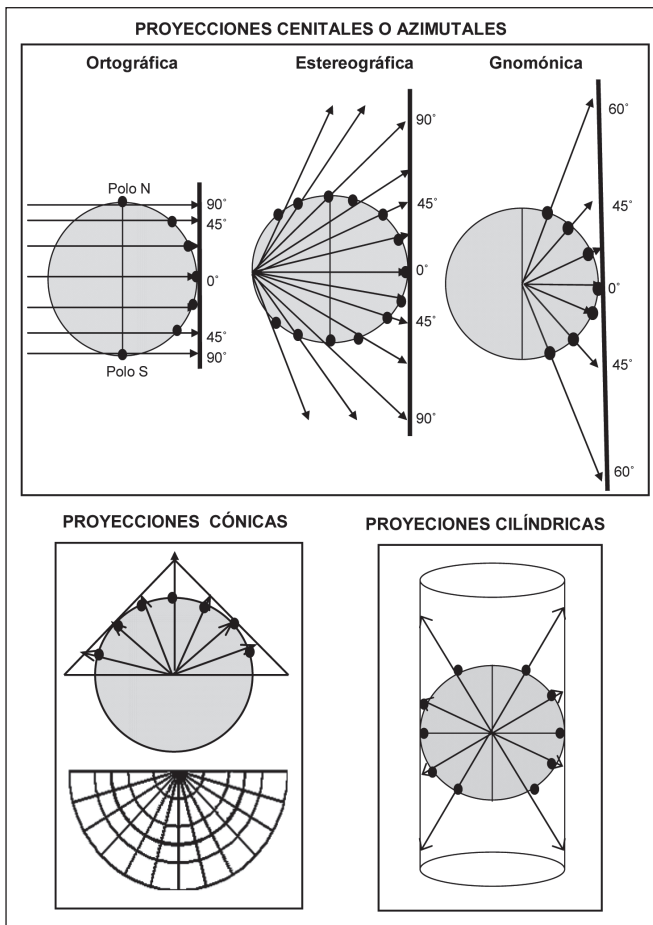 PROYECCIONES CENITALES O AZIMUTALES
Ortográfica
Estereográfica
Gnomónica
Polo N
90°
45°
0°
45°
90°
Polo S
90°
45°
0°
45°
90°
60°
45°
0°
45°
60°
PROYECCIONES CÓNICAS
PROYECIONES CILÍNDRICAS